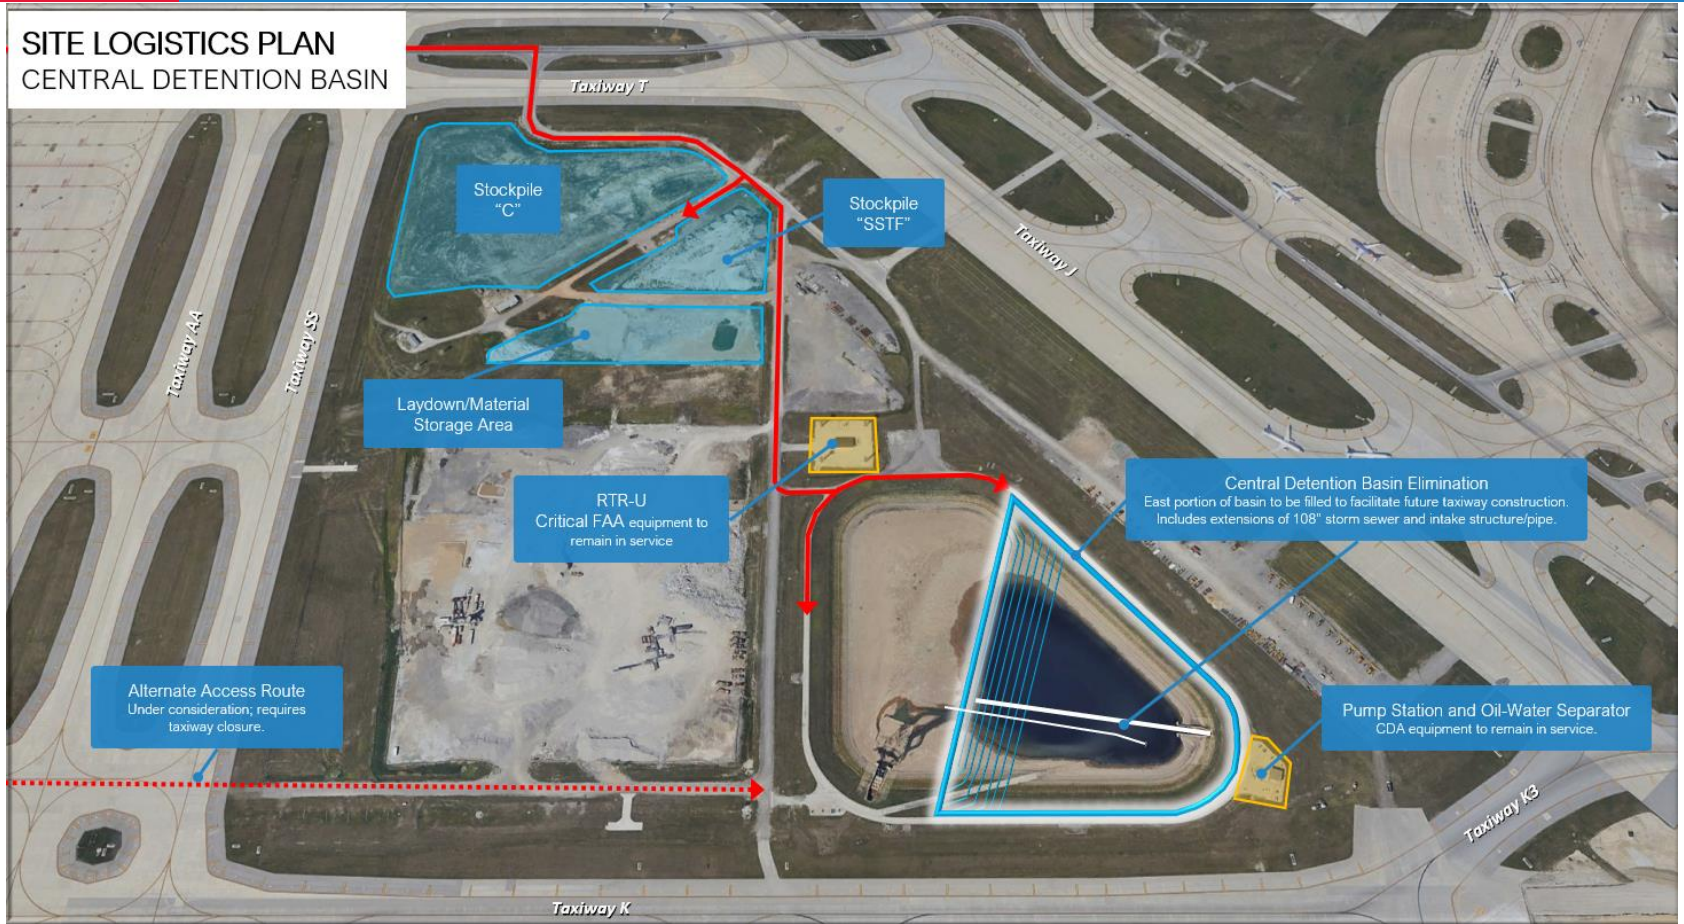 SITE LOGISTICS PLAN
CENTRAL DETENTION BASIN
Taxiway T
Stockpile
“C”
Stockpile
“SSTF”
Taxiway J
Taxiway AA
Taxiway SS
Laydown/Material
Storage Area
RTR-U
Critical FAA equipment to
remain in service
Central Detention Basin Elimination
East portion of basin to be filled to facilitate future taxiway construction.
Includes extensions of 108" storm sewer and intake structure/pipe.
Alternate Access Route
Under consideration; requires
taxiway closure.
Pump Station and Oil-Water Separator
CDA equipment to remain in service.
Taxiway K3
Taxiway K